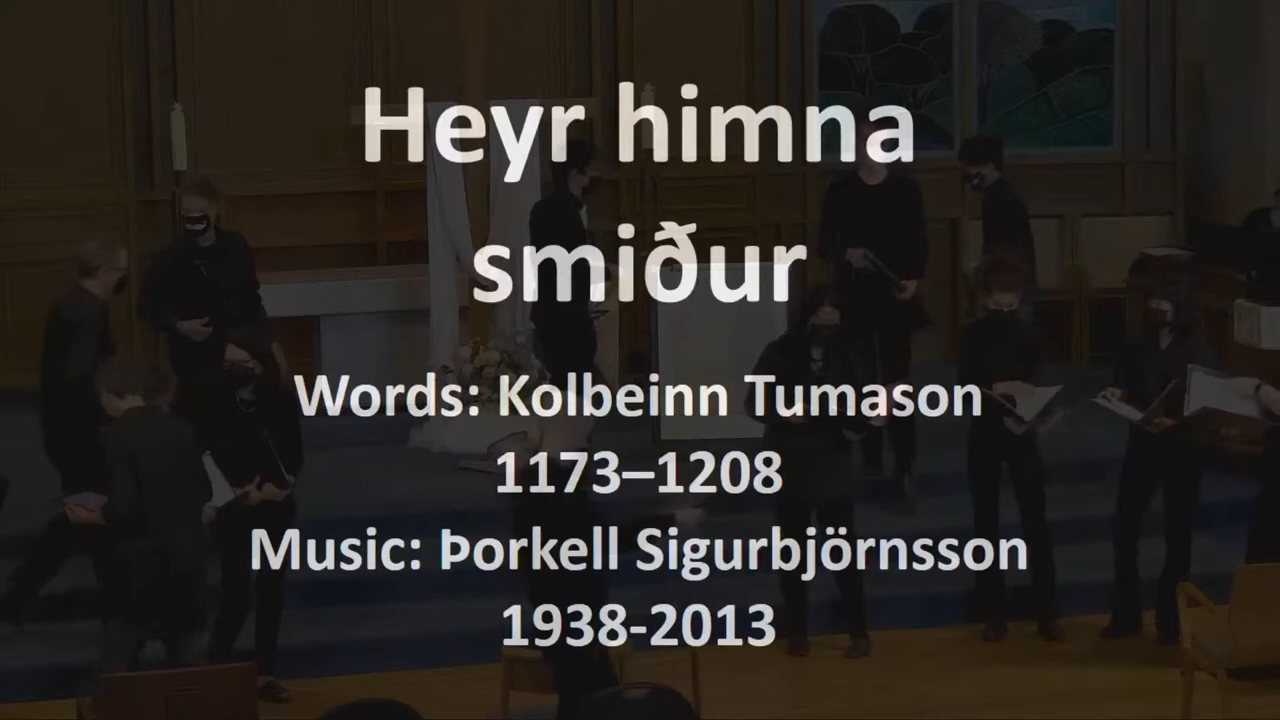 Heyr himna
smiður
Words: Kolbeinn Tumason
1173–1208
Music: Þorkell Sigurbjörnsson
1938-2013